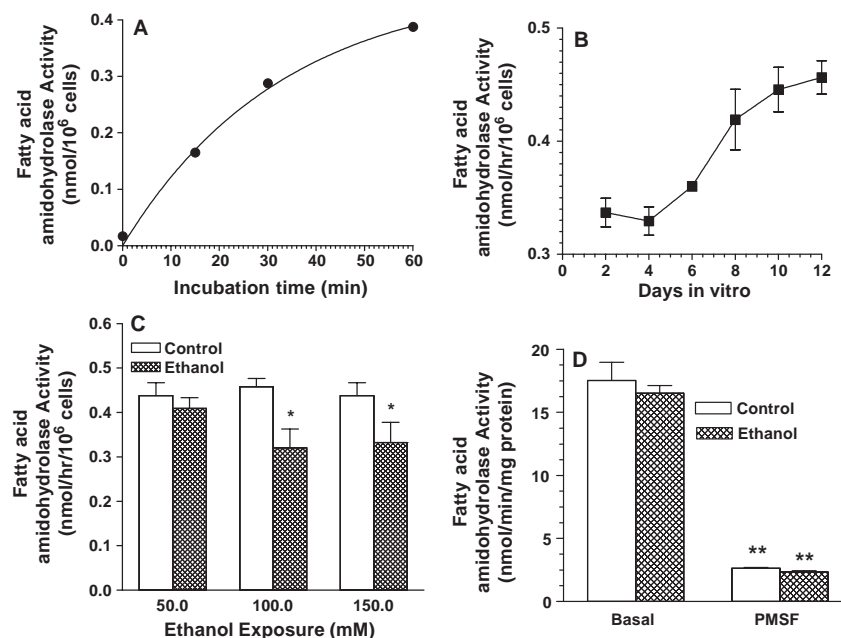 A
Fatty acid
amidohydrolase Activity
(nmol/10⁶ cells)
0.4
0.3
0.2
0.1
0.0
0 10 20 30 40 50 60
Incubation time (min)
B
Fatty acid
amidohydrolase Activity
(nmol/hr/10⁶ cells)
0.5
0.4
0.3
0 2 4 6 8 10 12
Days in vitro
C
Fatty acid
amidohydrolase Activity
(nmol/hr/10⁶ cells)
0.6
0.5
0.4
0.3
0.2
0.1
0.0
Control
Ethanol
*
*
50.0 100.0 150.0
Ethanol Exposure (mM)
D
Fatty acid
amidohydrolase Activity
(nmol/min/mg protein)
20
15
10
5
0
Control
Ethanol
** **
Basal PMSF